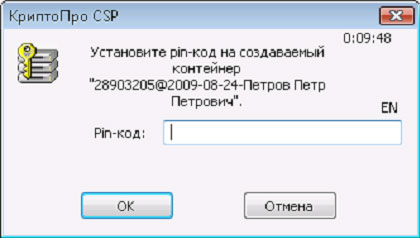 КриптоПро CSP
0:09:48
Установите pin-код на создаваемый
контейнер
"28903205@2009-08-24-Петров Петр
Петрович".
EN
Pin-код:
ОК
Отмена